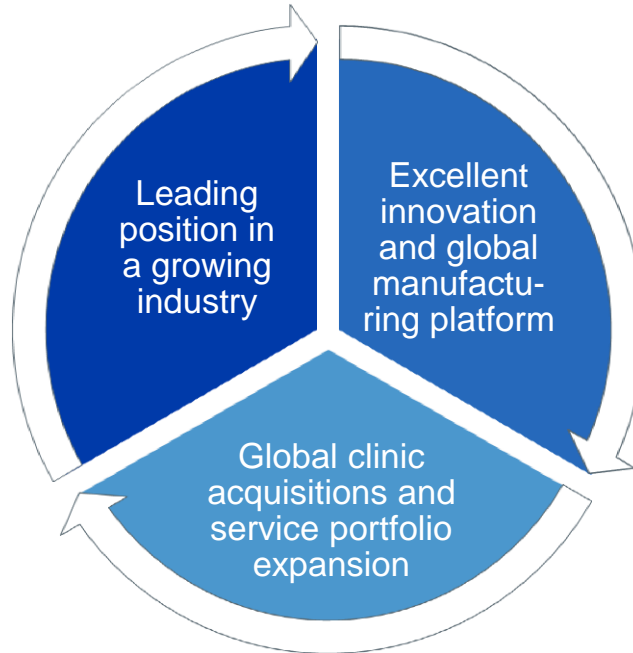 Leading
position in
a growing
industry
Excellent
innovation
and global
manufactu-
ring platform
Global clinic
acquisitions and
service portfolio
expansion